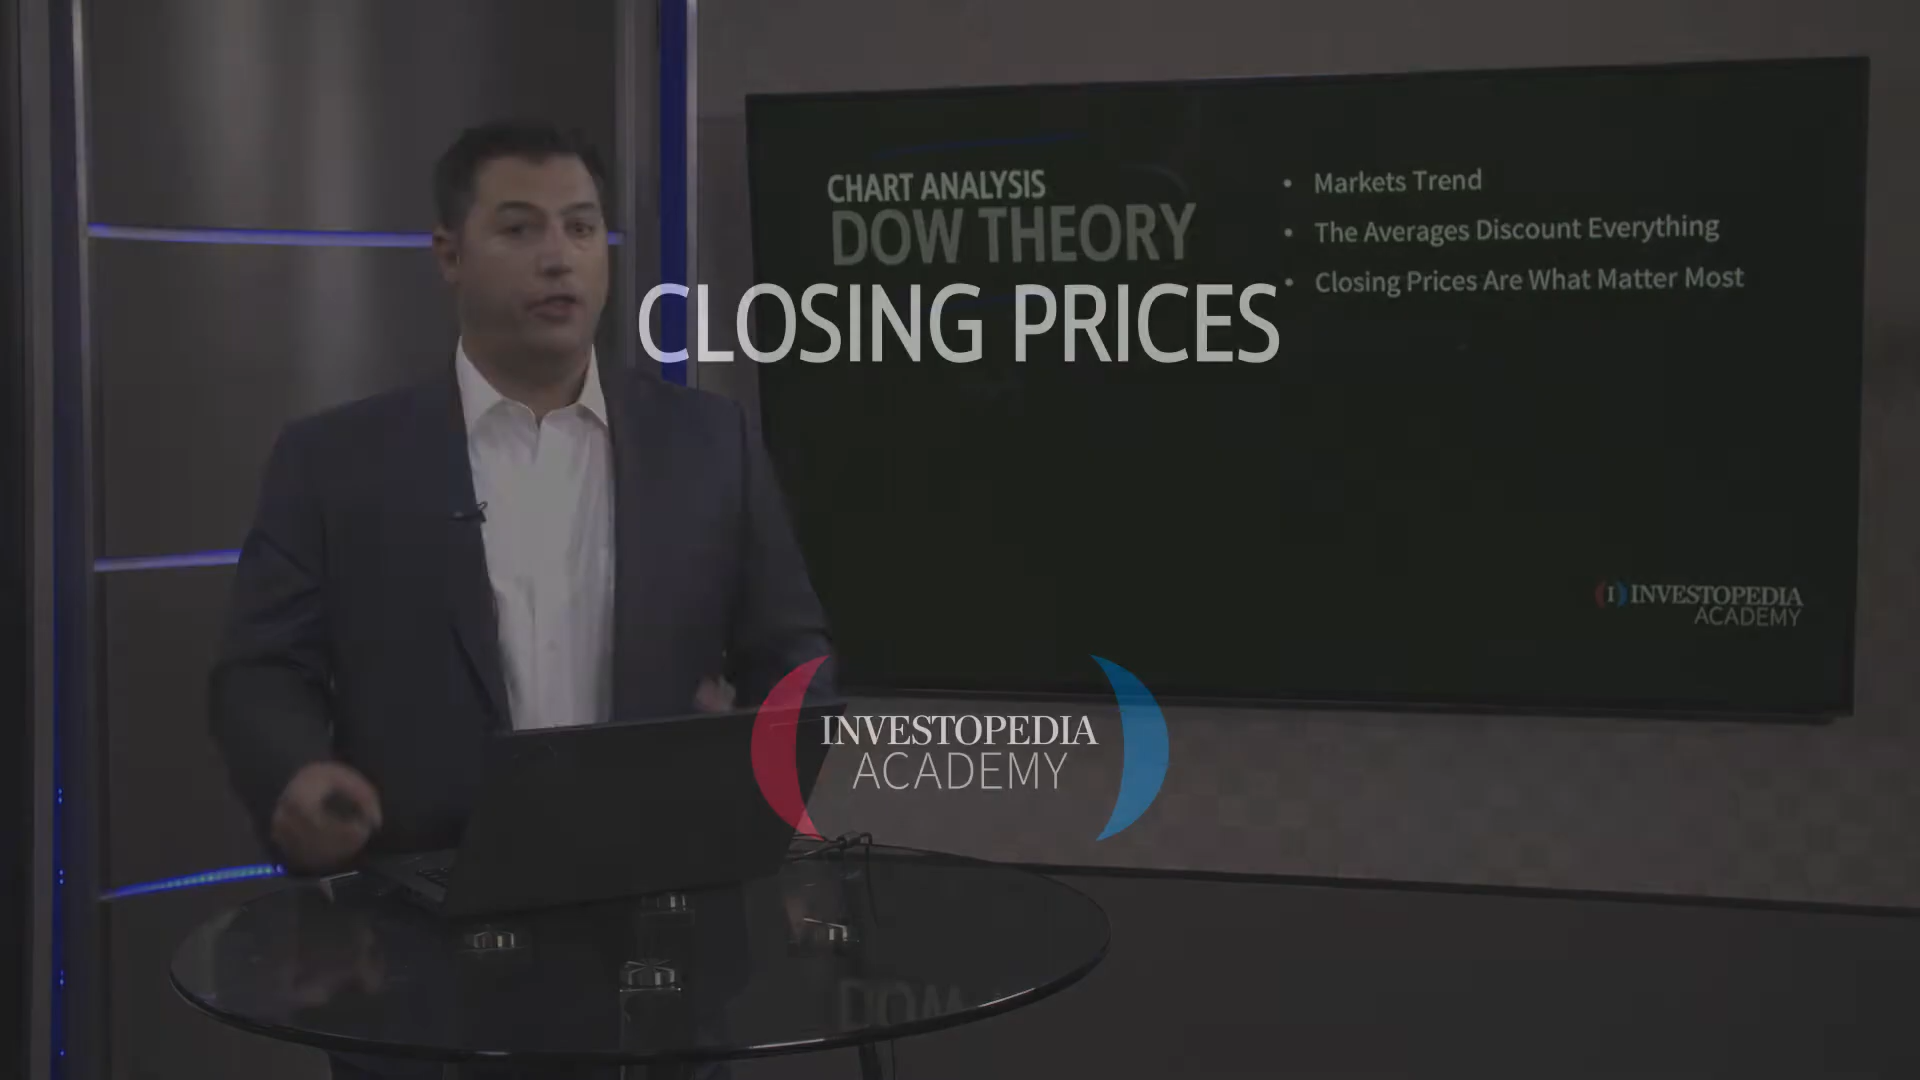 CHART ANALYSIS
DOW THEORY
• Markets Trend
• The Averages Discount Everything
• Closing Prices Are What Matter Most
CLOSING PRICES
(I) INVESTOPEDIA
ACADEMY
INVESTOPEDIA
ACADEMY
DOW